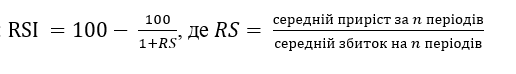 : RSI = 100 − 100/(1+RS), де RS = середній приріст за n періодів / середній збиток на n періодів